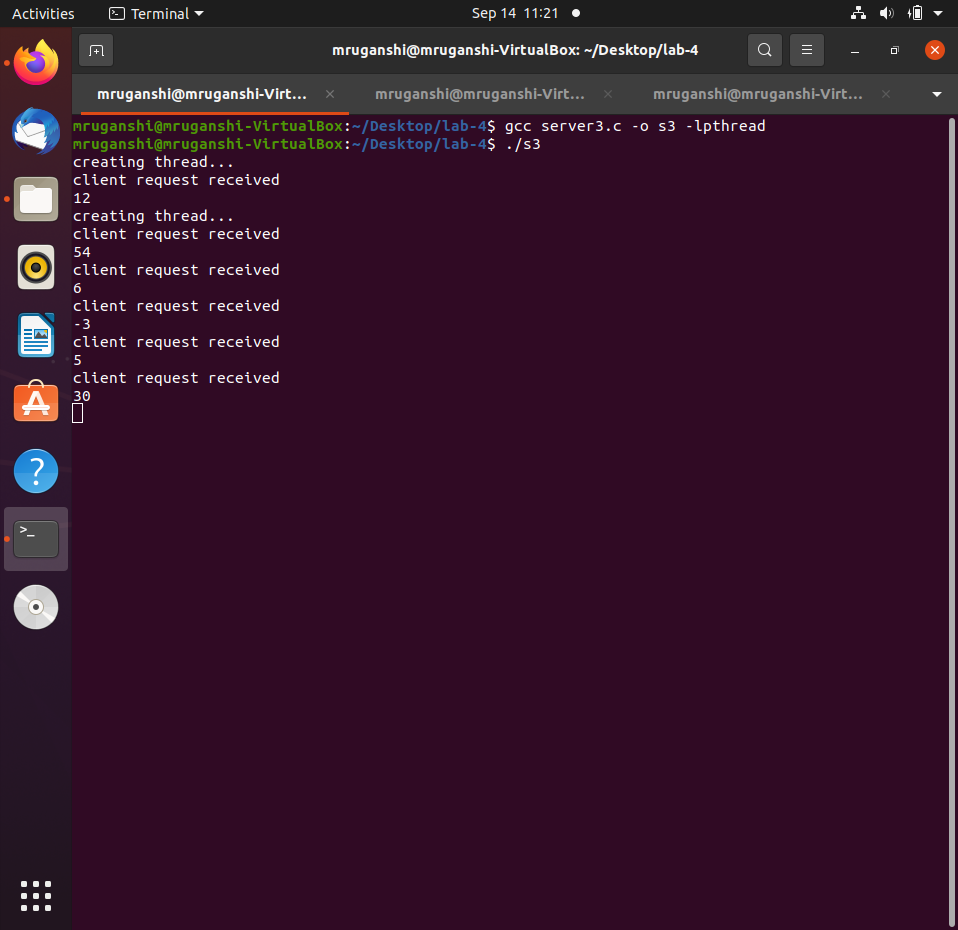 Activities Terminal Sep 14 11:21
mruganshi@mruganshi-VirtualBox: ~/Desktop/lab-4
mruganshi@mruganshi-Virt... mruganshi@mruganshi-Virt... mruganshi@mruganshi-Virt...
mruganshi@mruganshi-VirtualBox:~/Desktop/lab-4$ gcc server3.c -o s3 -lpthread
mruganshi@mruganshi-VirtualBox:~/Desktop/lab-4$ ./s3
creating thread...
client request received
12
creating thread...
client request received
54
client request received
6
client request received
-3
client request received
5
client request received
30